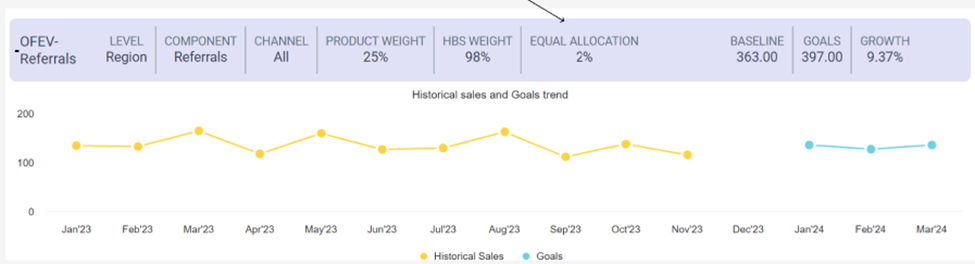 OFEV-
Referrals
LEVEL
Region
COMPONENT
Referrals
CHANNEL
All
PRODUCT WEIGHT
25%
HBS WEIGHT
98%
EQUAL ALLOCATION
2%
BASELINE
363.00
GOALS
397.00
GROWTH
9.37%
Historical sales and Goals trend
200
100
0
Jan'23 Feb'23 Mar'23 Apr'23 May'23 Jun'23 Jul'23 Aug'23 Sep'23 Oct'23 Nov'23 Dec'23 Jan'24 Feb'24 Mar'24
Historical Sales Goals